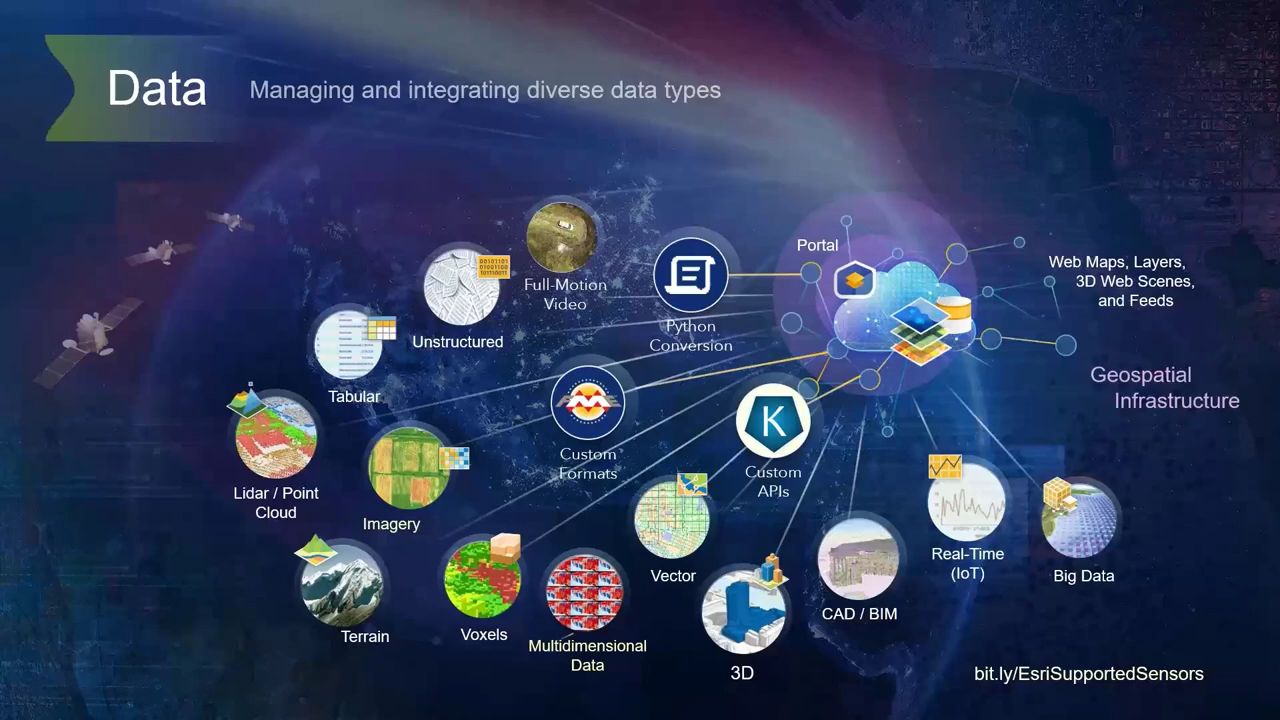 Data
Managing and integrating diverse data types
Portal
Web Maps, Layers,
3D Web Scenes,
and Feeds
Full-Motion
Video
Unstructured
Python
Conversion
Geospatial
Infrastructure
Tabular
Custom
Formats
K
Custom
APIs
Lidar / Point
Cloud
Imagery
Vector
Real-Time
(IoT)
Big Data
Terrain
Voxels
Multidimensional
Data
3D
CAD / BIM
bit.ly/EsriSupportedSensors